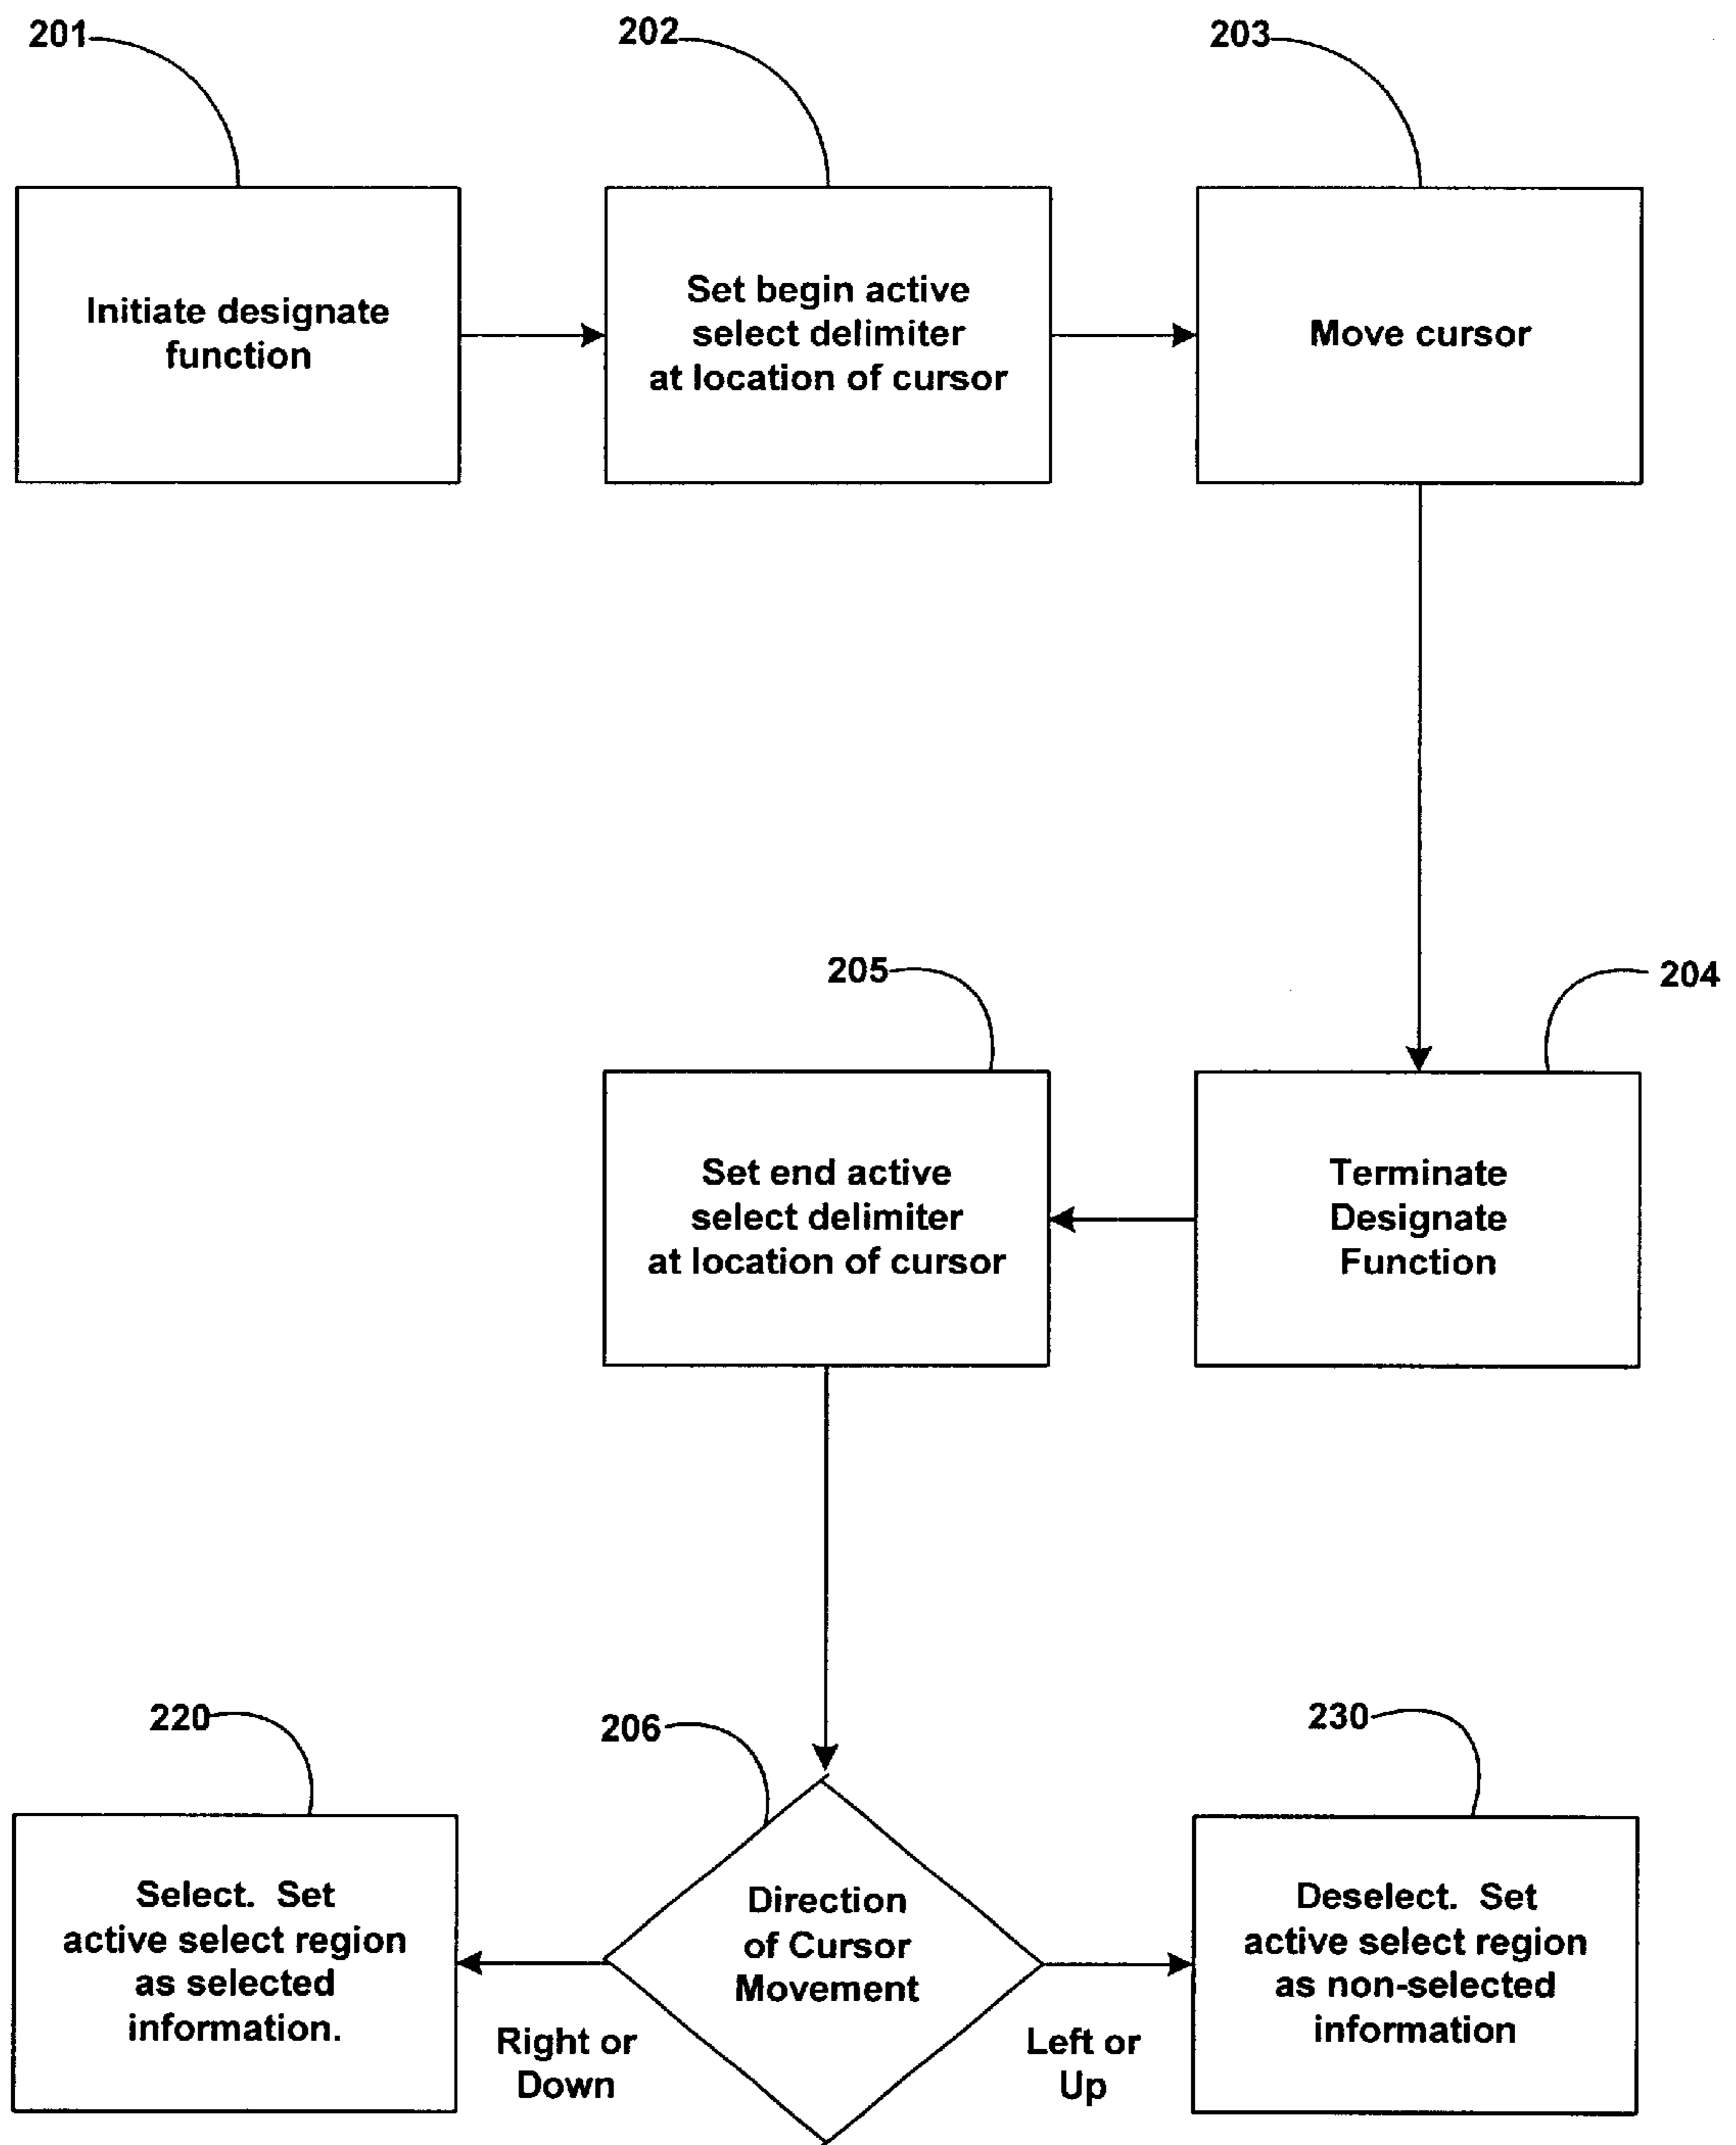 201
202
203
Initiate designate
function
Set begin active
select delimiter
at location of cursor
Move cursor
205
204
Set end active
select delimiter
at location of cursor
Terminate
Designate
Function
220
206
230
Select.  Set
active select region
as selected
information.
Direction
of Cursor
Movement
Deselect.  Set
active select region
as non-selected
information
Right or
Down
Left or
Up